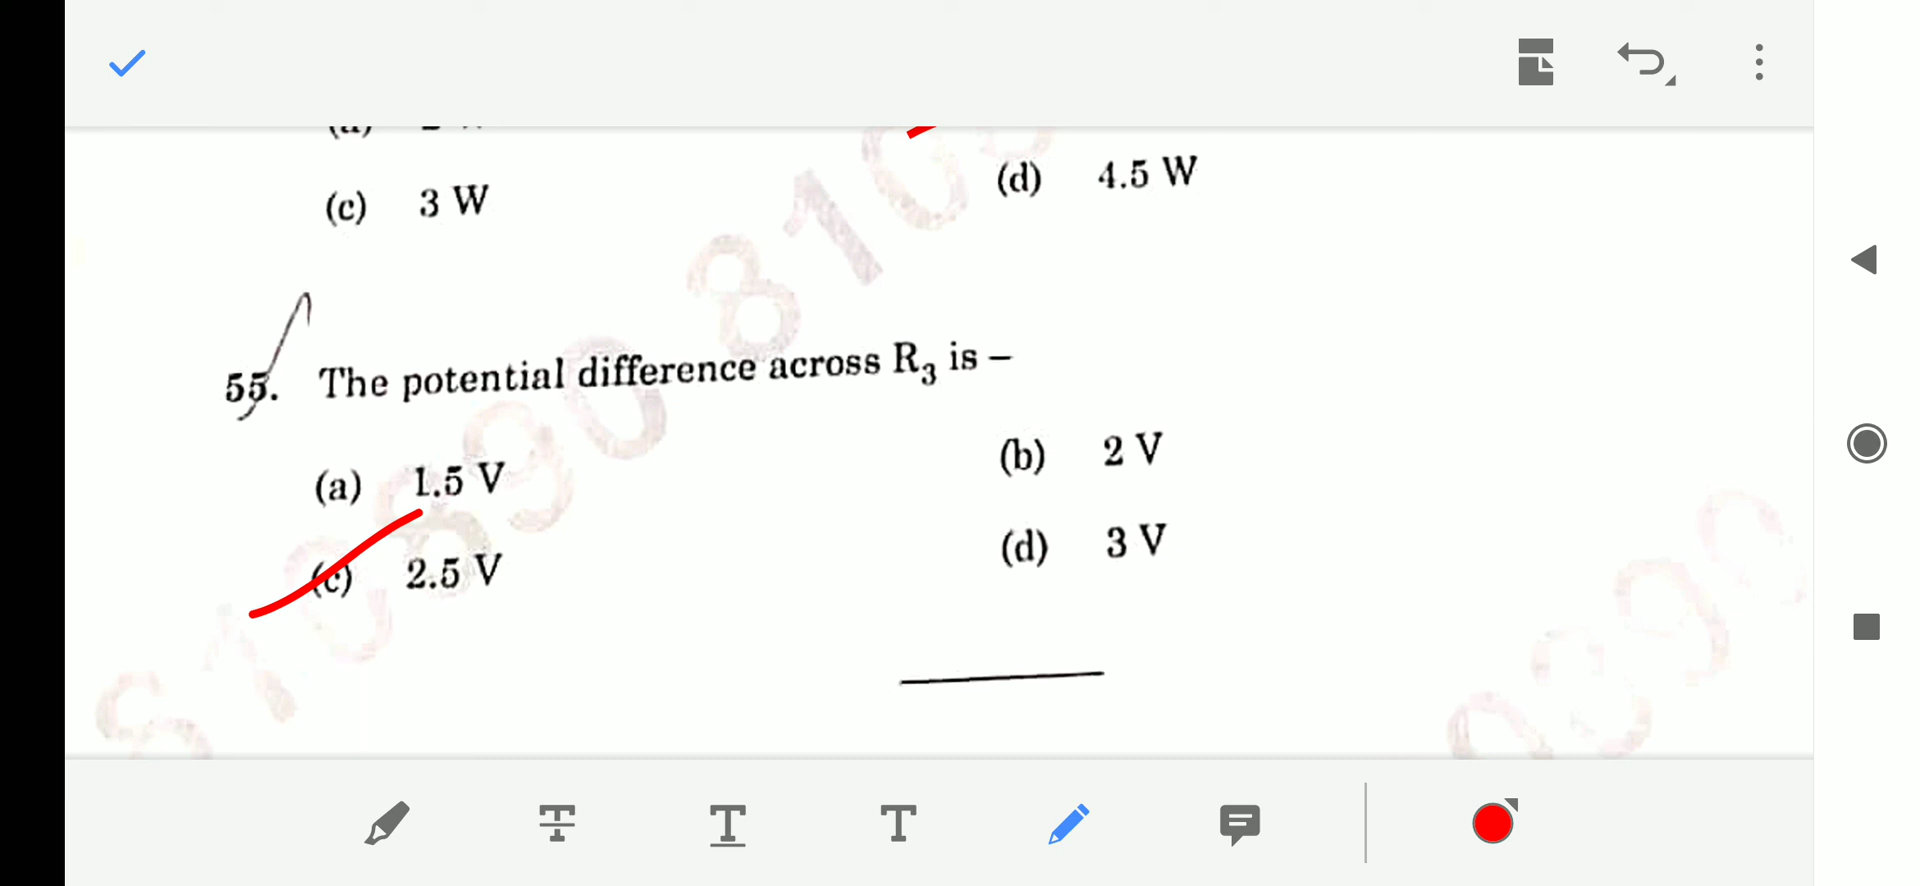 (d) 4.5 W
(c) 3 W
55. The potential difference across R₃ is –
(a) 1.5 V
(b) 2 V
(c) 2.5 V
(d) 3 V